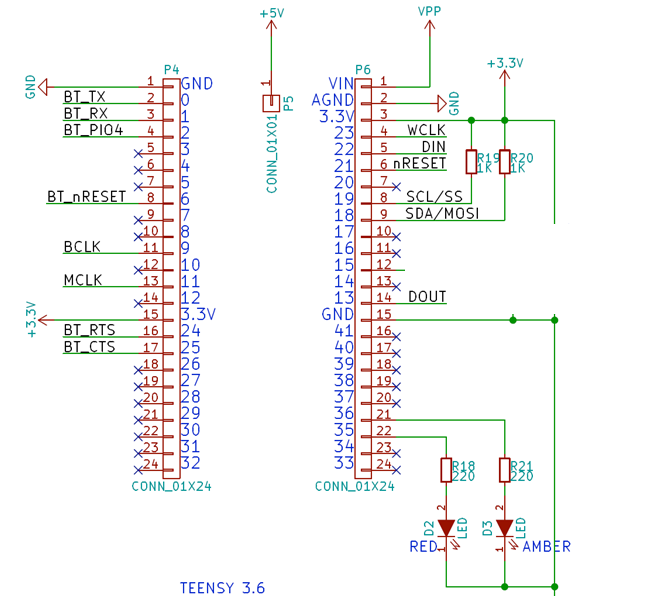 +5V
VPP
+3.3V
GND
P4
1 GND
BT_TX 2 0
BT_RX 3 1
BT_PIO4 4 2
5 3
6 4
7 5
BT_nRESET 8 6
9 7
10 8
BCLK 11 9
12 10
MCLK 13 11
14 12
+3.3V 15 3.3V
BT_RTS 16 24
BT_CTS 17 25
18 26
19 27
20 28
21 29
22 30
23 31
24 32
CONN_01X24
1
P5
CONN_01X01
P6
VIN 1
AGND 2 GND
3.3V 3
23 4 WCLK
22 5 DIN
21 6 nRESET
20 7
19 8 SCL/SS
18 9 SDA/MOSI
17 10
16 11
15 12
14 13
13 14 DOUT
GND 15
41 16
40 17
39 18
38 19
37 20
36 21
35 22
34 23
33 24
CONN_01X24
R19
1K
R20
1K
R18
220
R21
220
2
D2
LED
1
RED
2
D3
LED
1
AMBER
TEENSY 3.6